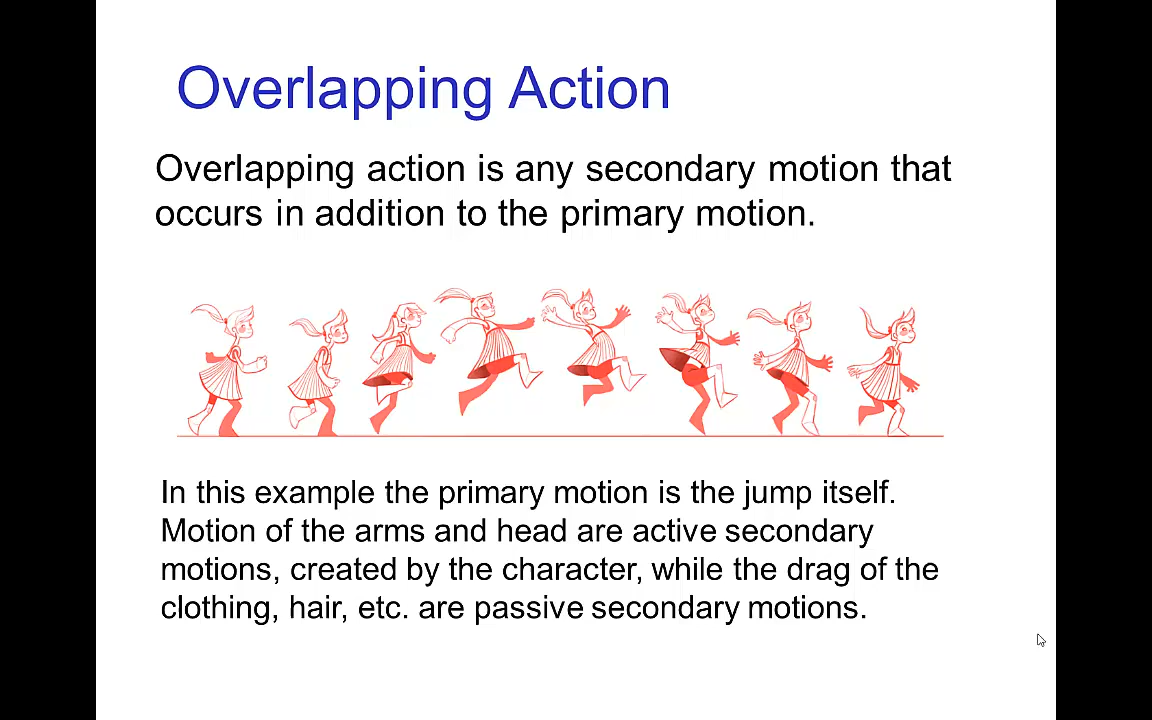 Overlapping Action
Overlapping action is any secondary motion that
occurs in addition to the primary motion.
In this example the primary motion is the jump itself.
Motion of the arms and head are active secondary
motions, created by the character, while the drag of the
clothing, hair, etc. are passive secondary motions.